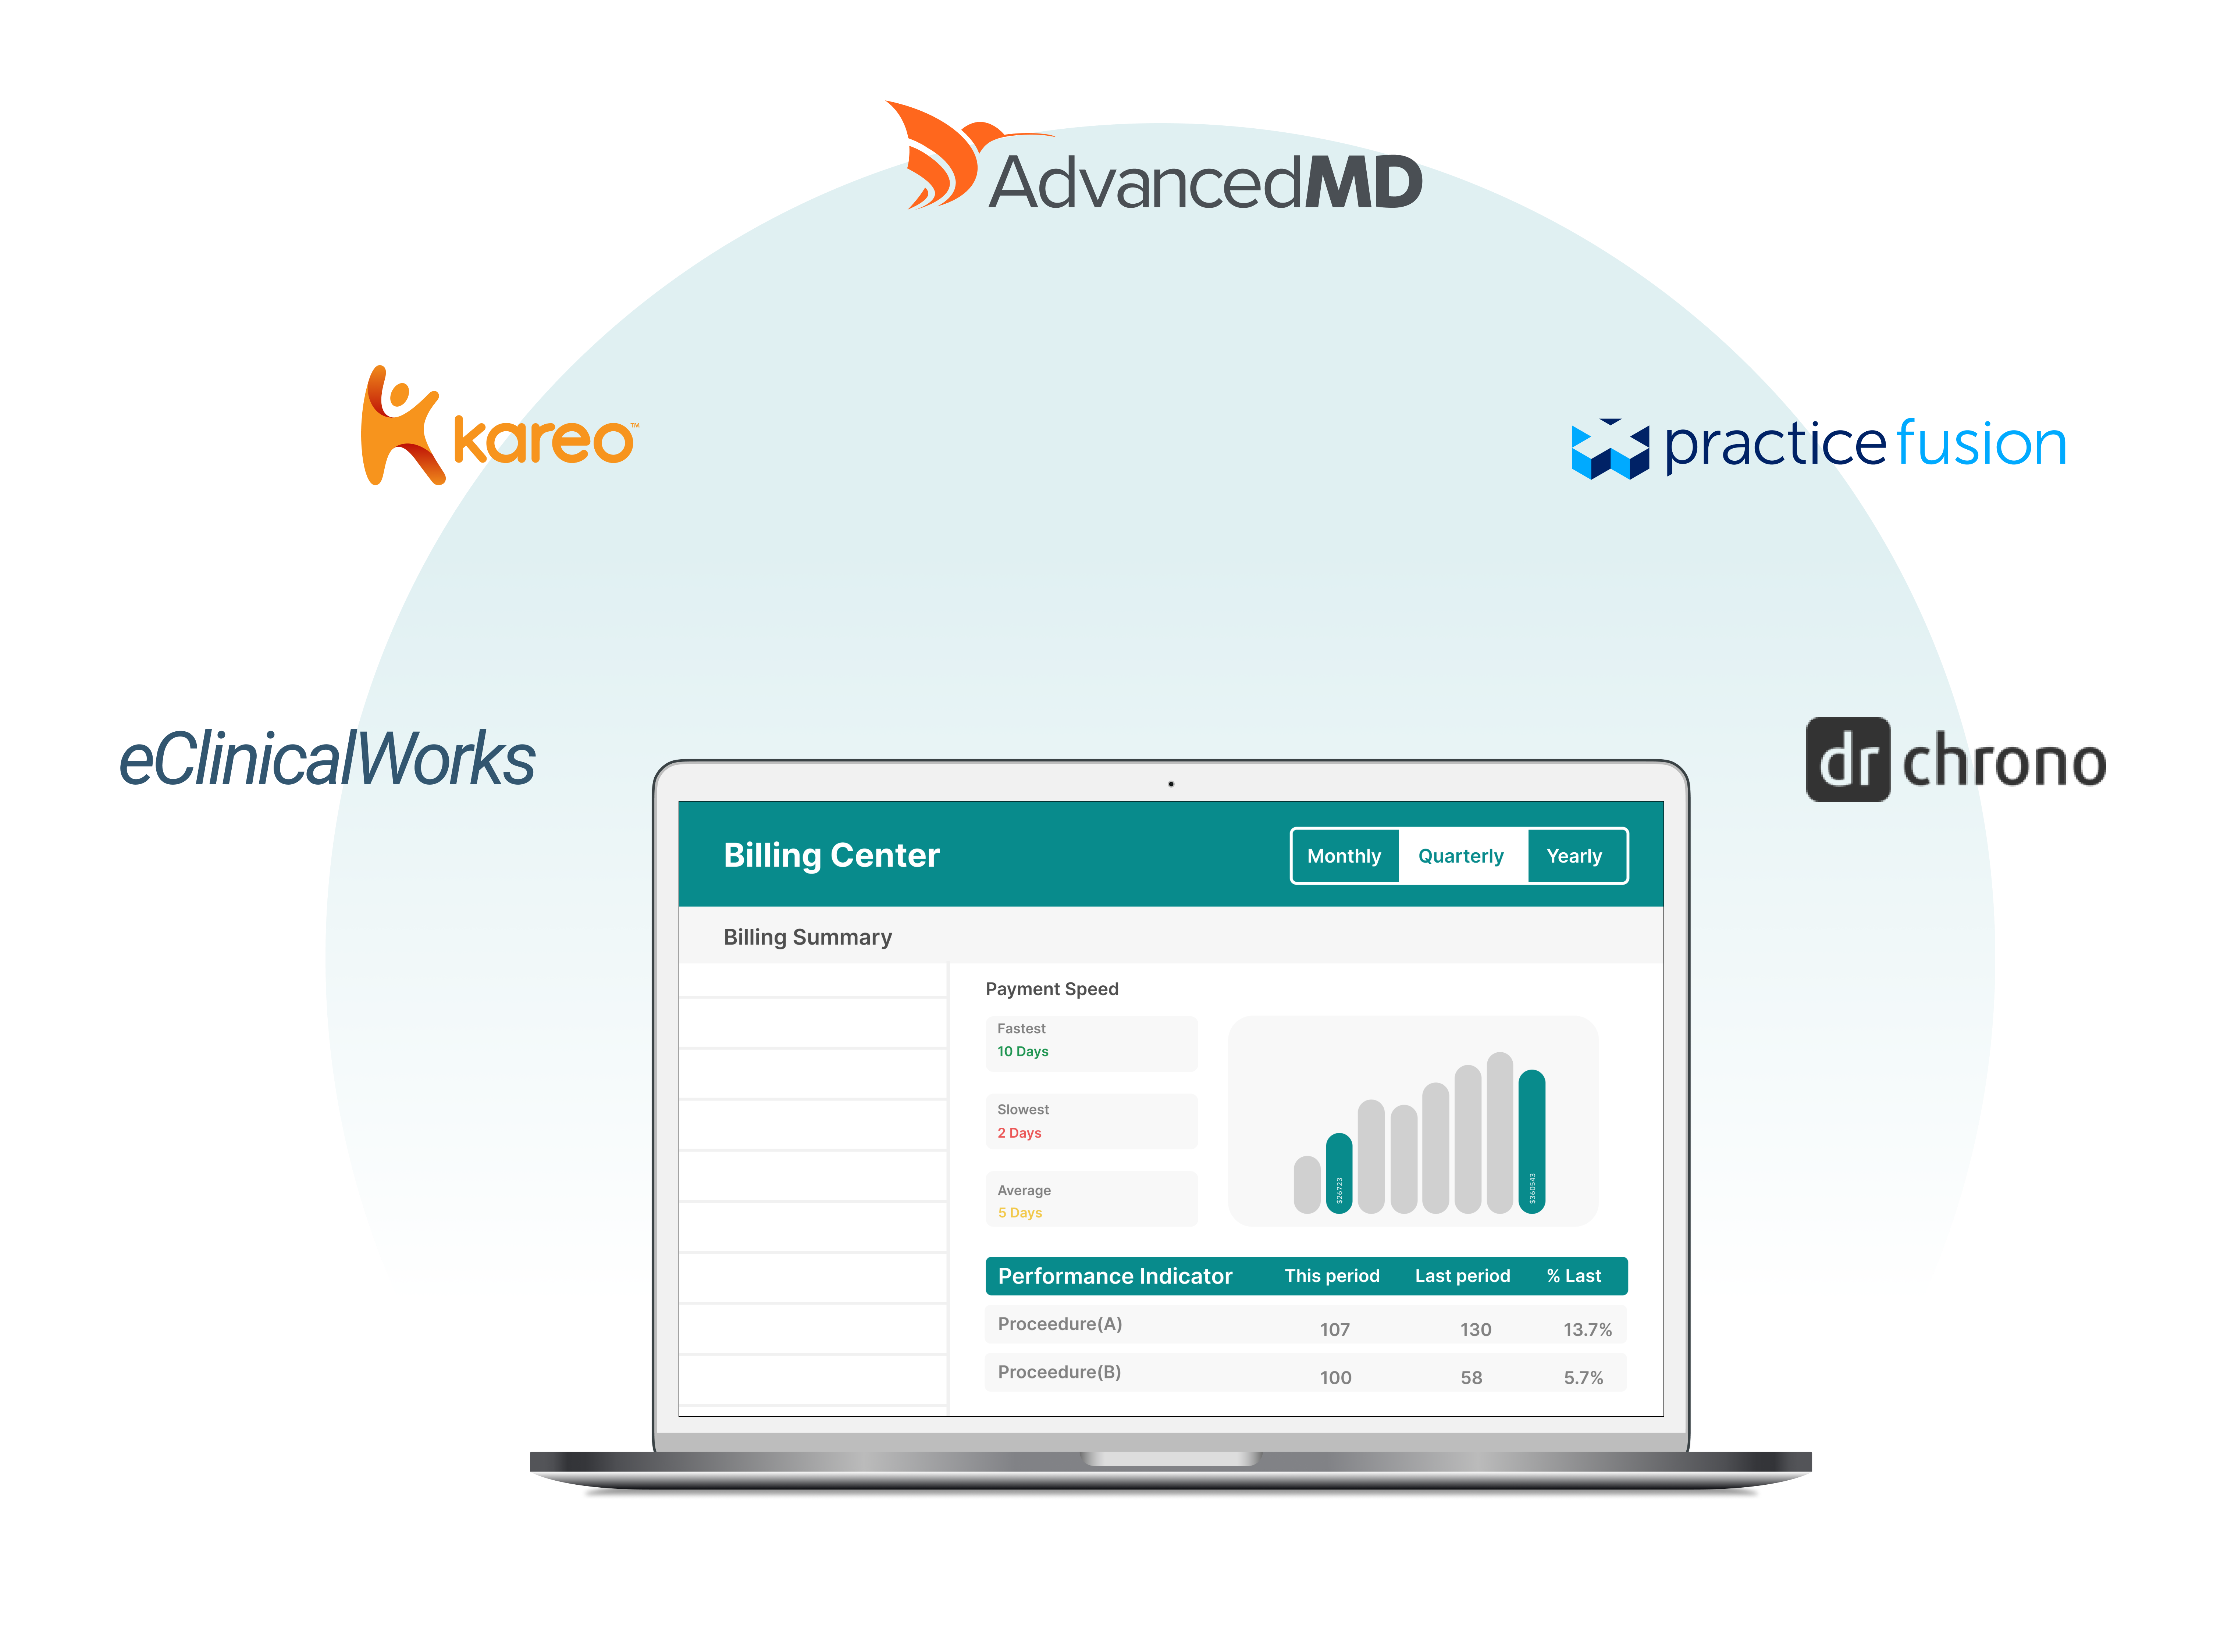 AdvancedMD
kareo™
practice fusion
eClinicalWorks
dr chrono
Billing Center
Monthly Quarterly Yearly
Billing Summary
Payment Speed
Fastest
10 Days
Slowest
2 Days
Average
5 Days
$26723
$360543
Performance Indicator This period Last period % Last
Proceedure(A) 107 130 13.7%
Proceedure(B) 100 58 5.7%